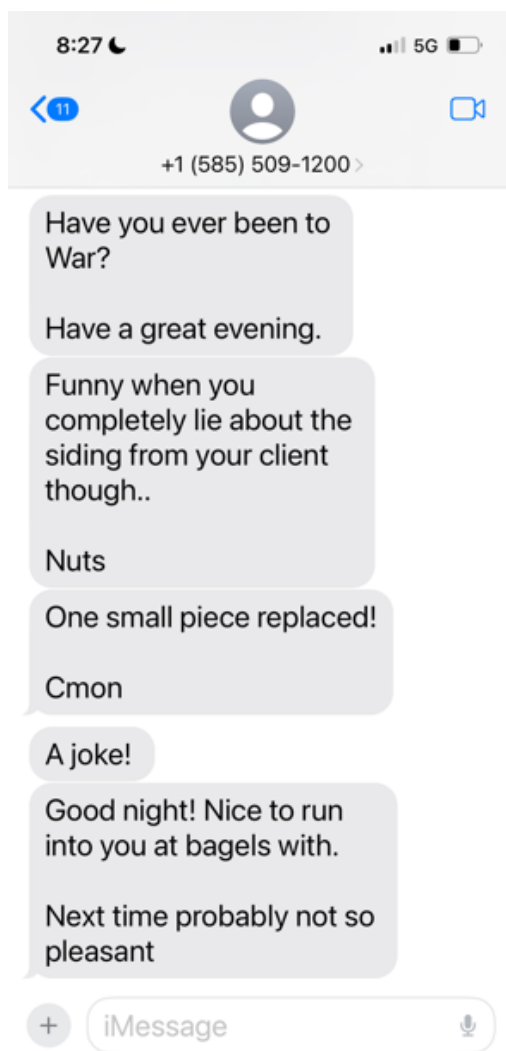 8:27
5G
11
+1 (585) 509-1200
Have you ever been to
War?
Have a great evening.
Funny when you
completely lie about the
siding from your client
though..
Nuts
One small piece replaced!
Cmon
A joke!
Good night! Nice to run
into you at bagels with.
Next time probably not so
pleasant
iMessage